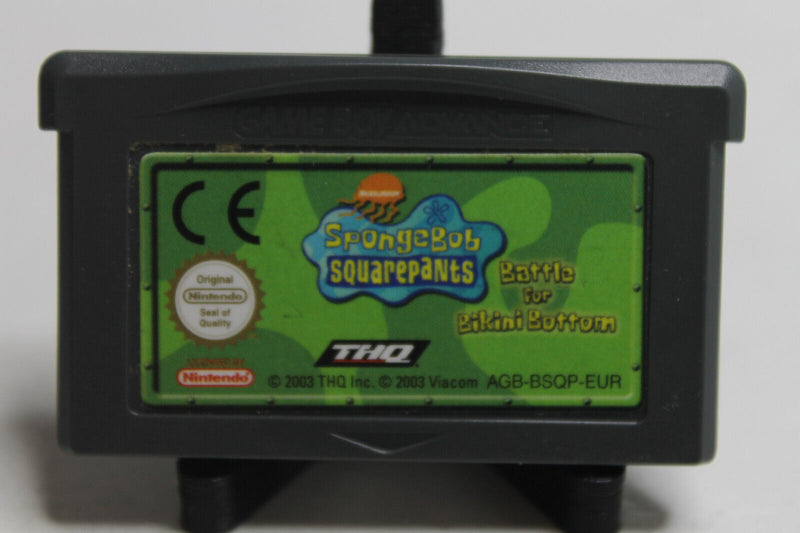 GAME BOY ADVANCE
CE
NICKELODEON
SpongeBob
SQUAREPANTS
Battle
for
Bikini Bottom
Original
Nintendo
Seal of
Quality
THQ
LICENSED BY
Nintendo
© 2003 THQ Inc. © 2003 Viacom AGB-BSQP-EUR